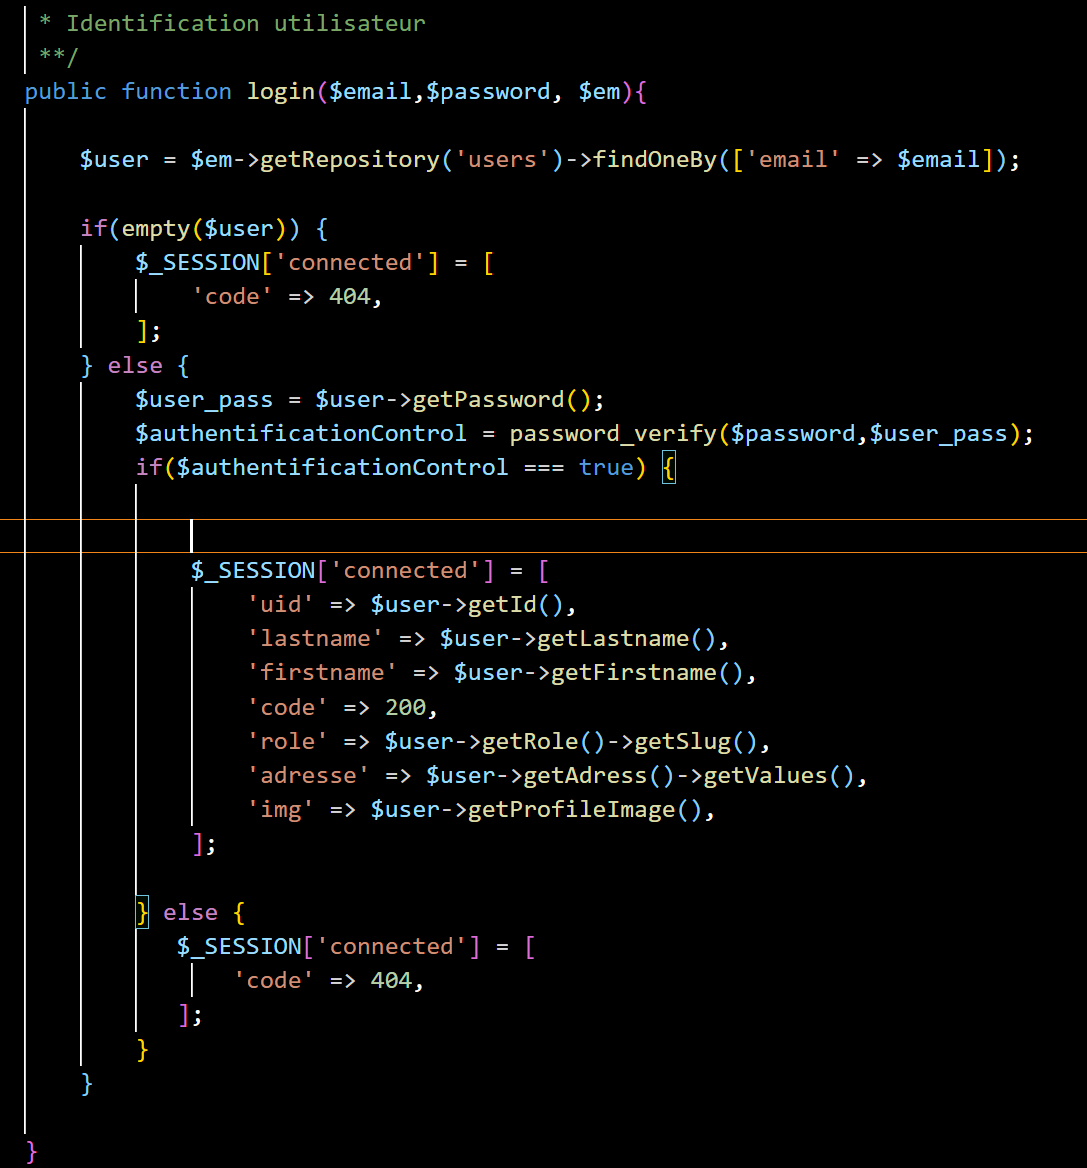 * Identification utilisateur
**/
public function login($email,$password, $em){
$user = $em->getRepository('users')->findOneBy(['email' => $email]);
if(empty($user)) {
$_SESSION['connected'] = [
'code' => 404,
];
} else {
$user_pass = $user->getPassword();
$authentificationControl = password_verify($password,$user_pass);
if($authentificationControl === true) {
$_SESSION['connected'] = [
'uid' => $user->getId(),
'lastname' => $user->getLastname(),
'firstname' => $user->getFirstname(),
'code' => 200,
'role' => $user->getRole()->getSlug(),
'adresse' => $user->getAdress()->getValues(),
'img' => $user->getProfileImage(),
];
} else {
$_SESSION['connected'] = [
'code' => 404,
];
}
}
}